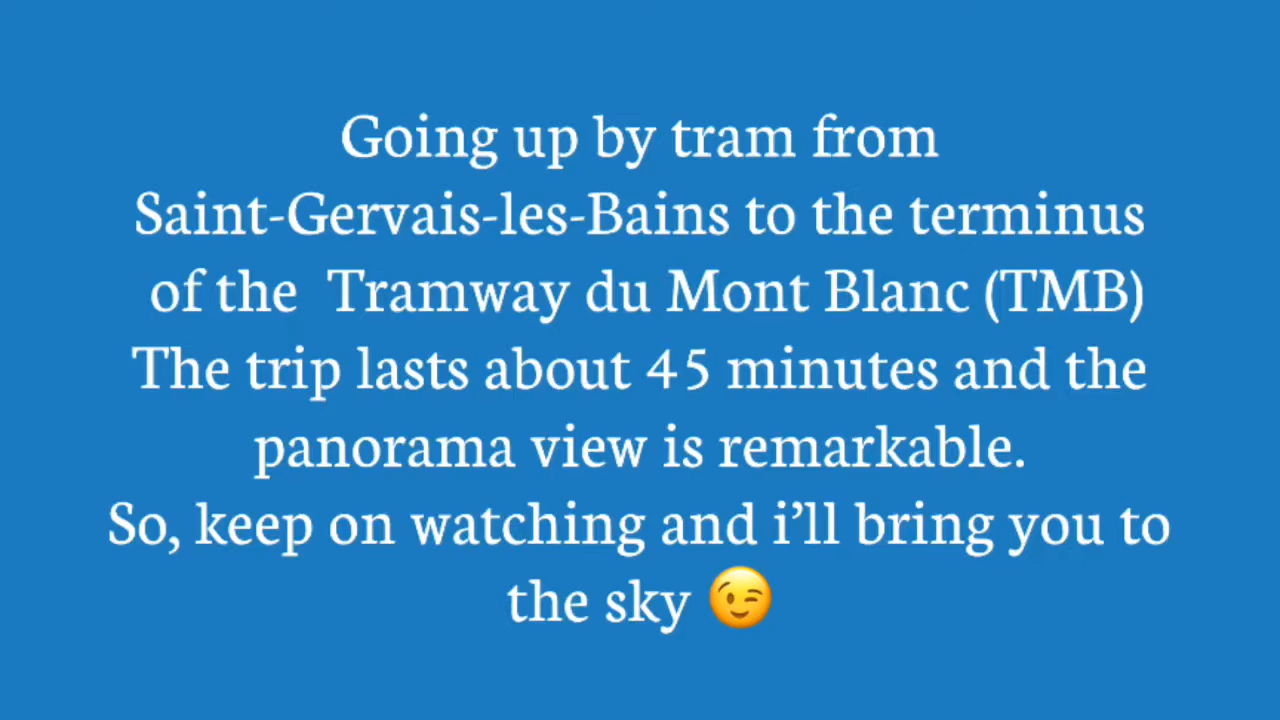 Going up by tram from
Saint-Gervais-les-Bains to the terminus
of the  Tramway du Mont Blanc (TMB)
The trip lasts about 45 minutes and the
panorama view is remarkable.
So, keep on watching and i’ll bring you to
the sky 😉